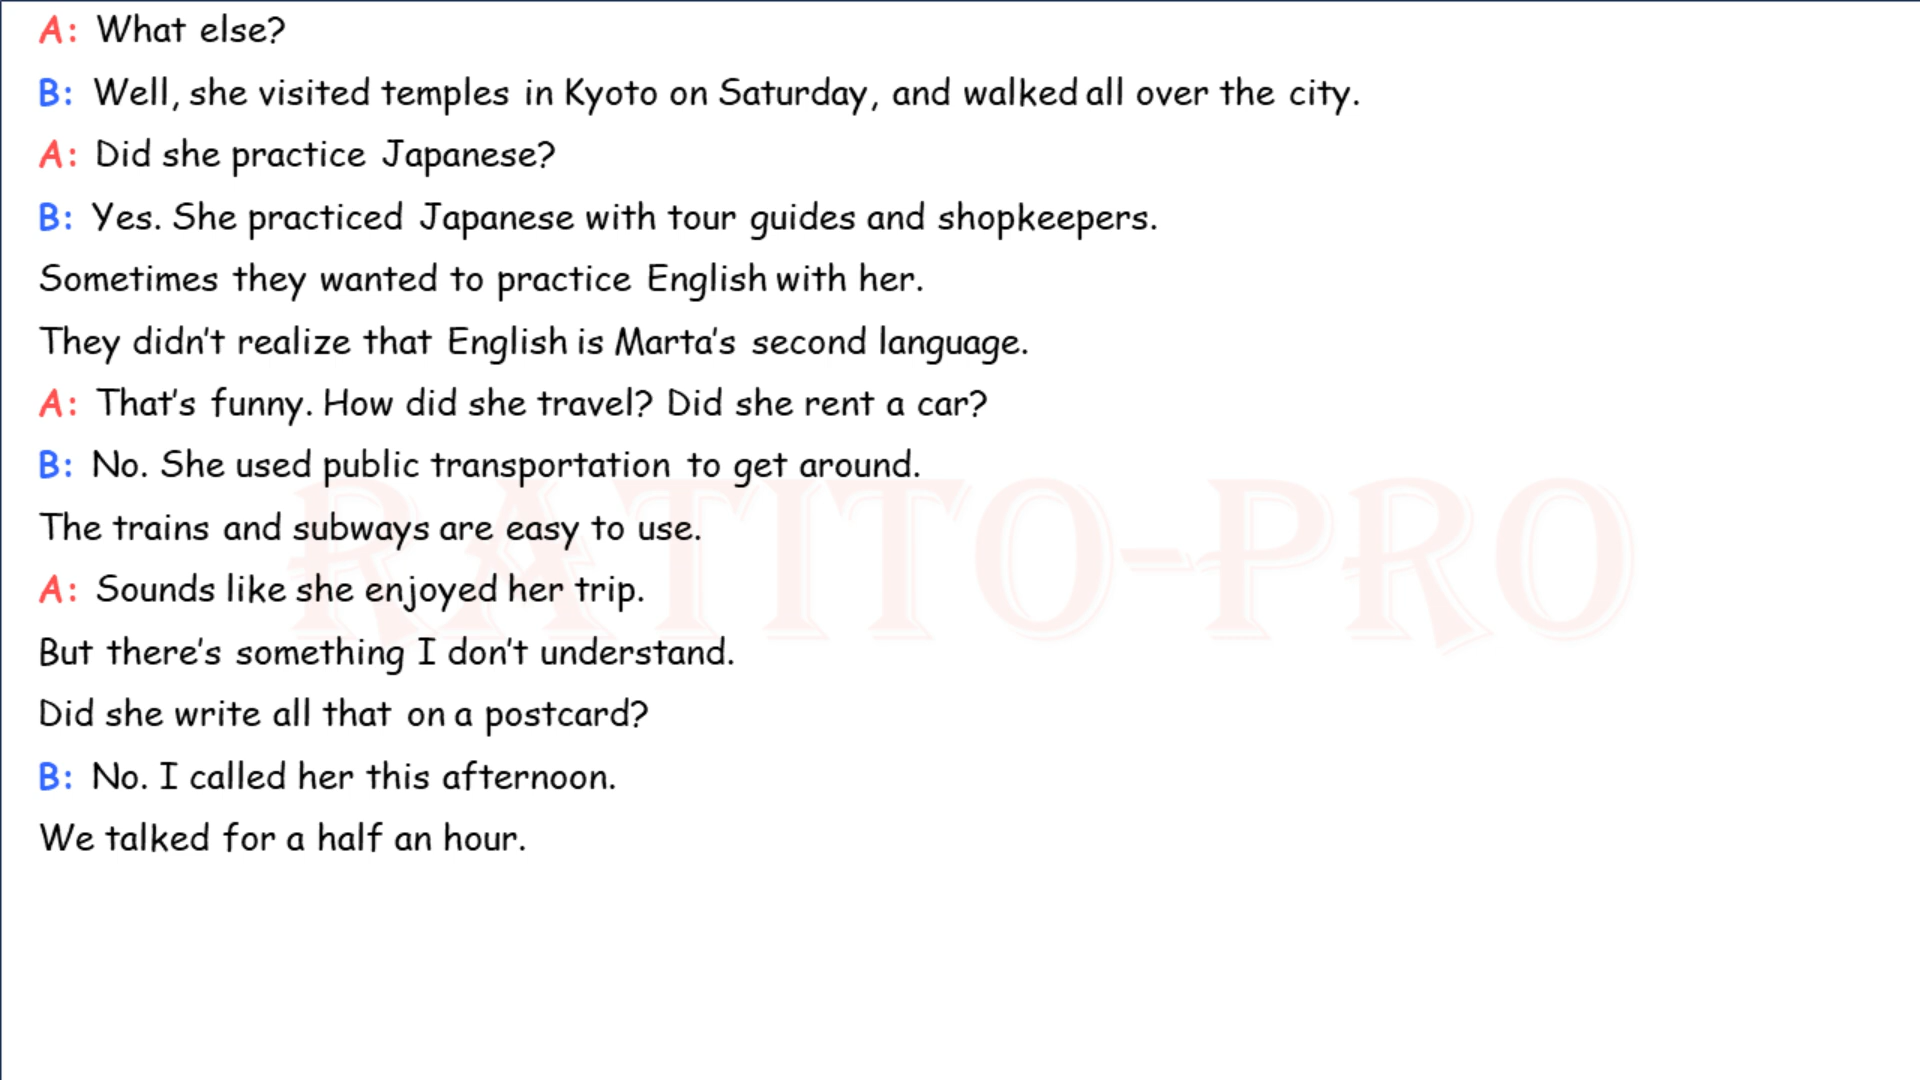 A: What else?
B: Well, she visited temples in Kyoto on Saturday, and walked all over the city.
A: Did she practice Japanese?
B: Yes. She practiced Japanese with tour guides and shopkeepers.
Sometimes they wanted to practice English with her.
They didn't realize that English is Marta's second language.
A: That's funny. How did she travel? Did she rent a car?
B: No. She used public transportation to get around.
The trains and subways are easy to use.
RATITO-PRO
A: Sounds like she enjoyed her trip.
But there's something I don't understand.
Did she write all that on a postcard?
B: No. I called her this afternoon.
We talked for a half an hour.